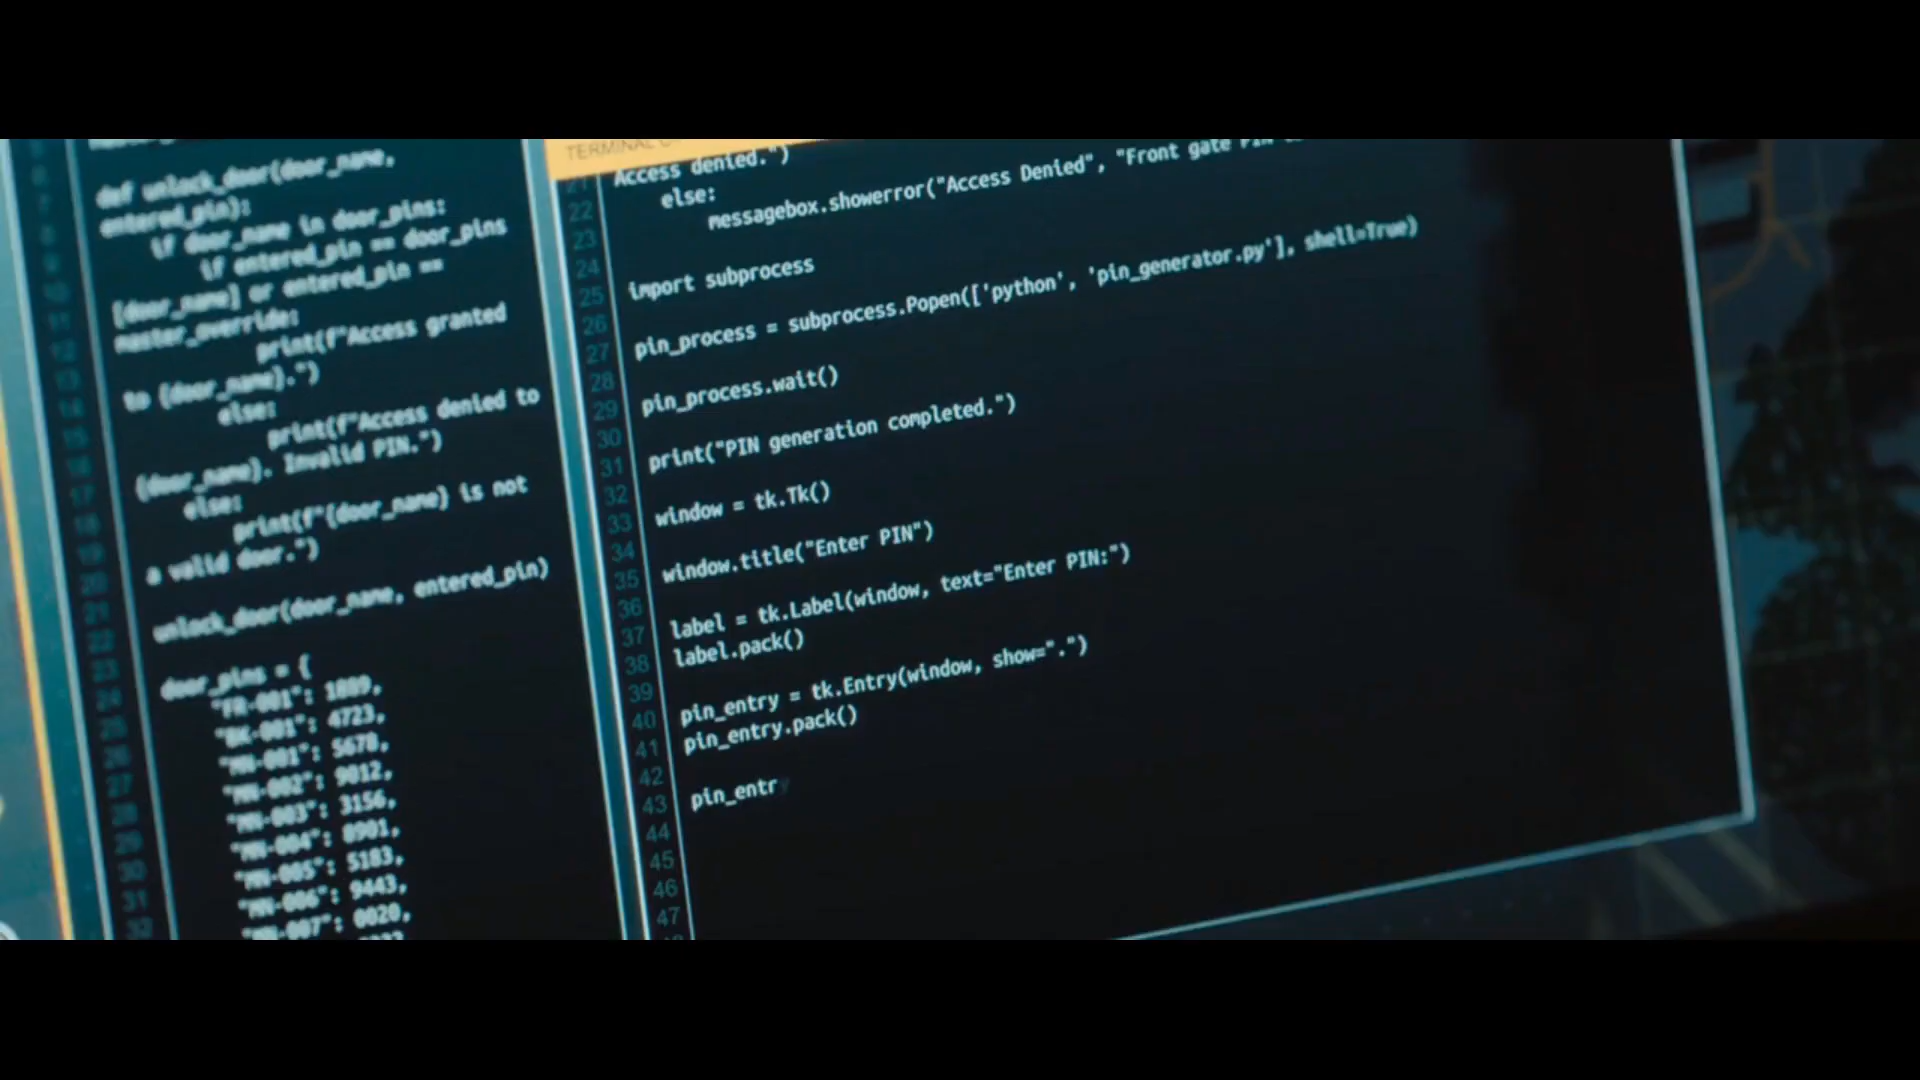 def unlock_door(door_name,
entered_pin):
if door_name in door_pins:
if entered_pin == door_pins
[door_name] or entered_pin ==
master_override:
print(f"Access granted
to {door_name}.")
else:
print(f"Access denied to
{door_name}. Invalid PIN.")
else:
print(f"{door_name} is not
a valid door.")
unlock_door(door_name, entered_pin)
door_pins = {
"FR-001": 1889,
"BK-001": 4723,
"MN-001": 5678,
"MN-002": 9012,
"MN-003": 3156,
"MN-004": 8901,
"MN-005": 5183,
"MN-006": 9443,
"MN-007": 0020,
TERMINAL
21 Access denied.")
22 else:
23 messagebox.showerror("Access Denied", "Front gate PIN
24
25 import subprocess
26
27 pin_process = subprocess.Popen(['python', 'pin_generator.py'], shell=True)
28
29 pin_process.wait()
30
31 print("PIN generation completed.")
32
33 window = tk.Tk()
34
35 window.title("Enter PIN")
36
37 label = tk.Label(window, text="Enter PIN:")
38 label.pack()
39
40 pin_entry = tk.Entry(window, show=".")
41 pin_entry.pack()
42
43 pin_entr
44
45
46
47